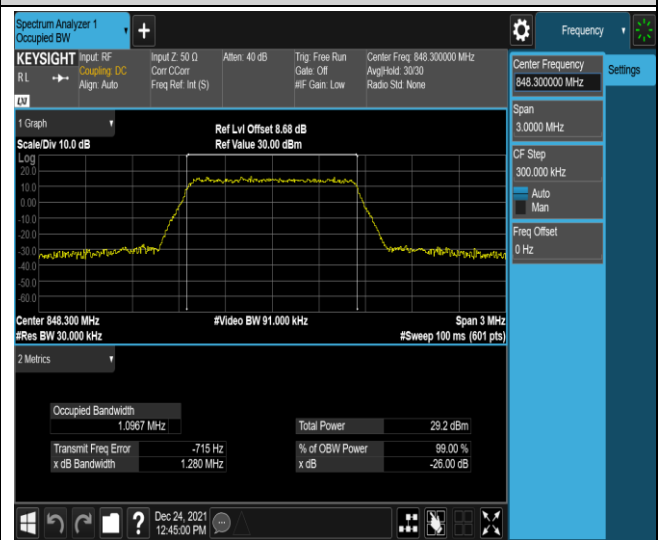 Spectrum Analyzer 1
Occupied BW
+
Frequency
KEYSIGHT
RL
LXI
Input: RF
Coupling: DC
Align: Auto
Input Z: 50 Ω
Corr CCorr
Freq Ref: Int (S)
Atten: 40 dB
Trig: Free Run
Gate: Off
#IF Gain: Low
Center Freq: 848.300000 MHz
Avg|Hold: 30/30
Radio Std: None
Center Frequency
848.300000 MHz
Settings
Span
3.0000 MHz
CF Step
300.000 kHz
Auto
Man
Freq Offset
0 Hz
1 Graph
Scale/Div 10.0 dB
Ref Lvl Offset 8.68 dB
Ref Value 30.00 dBm
Log
20.0
10.0
0.00
-10.0
-20.0
-30.0
-40.0
-50.0
-60.0
Center 848.300 MHz
#Video BW 91.000 kHz
Span 3 MHz
#Res BW 30.000 kHz
#Sweep 100 ms (601 pts)
2 Metrics
Occupied Bandwidth
1.0967 MHz
Total Power 29.2 dBm
Transmit Freq Error -715 Hz
% of OBW Power 99.00 %
x dB Bandwidth 1.280 MHz
x dB -26.00 dB
?
Dec 24, 2021
12:45:00 PM